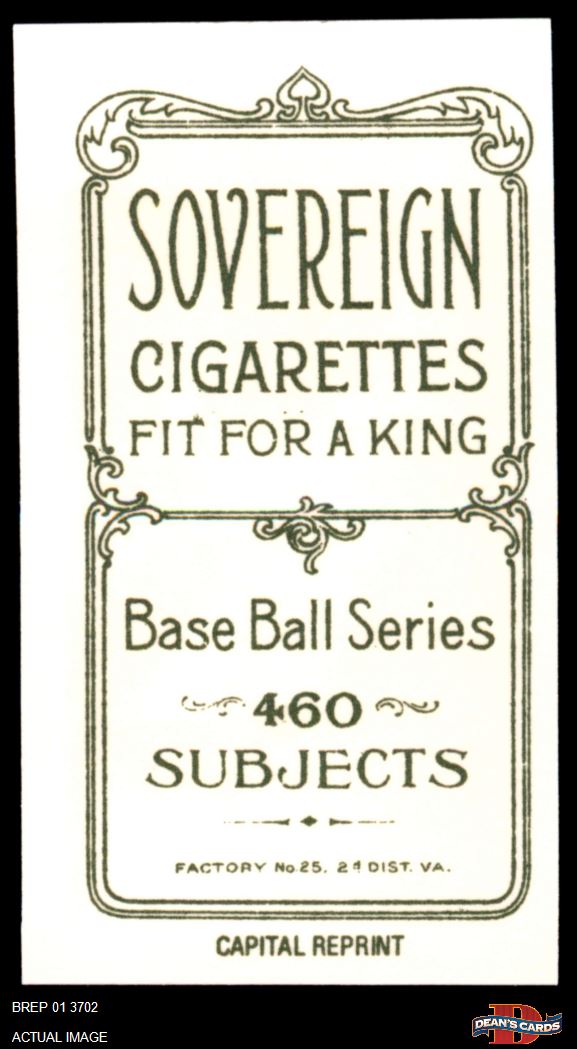 SOVEREIGN
CIGARETTES
FIT FOR A KING
Base Ball Series
460
SUBJECTS
FACTORY No. 25. 2d DIST. VA.
CAPITAL REPRINT
BREP 01 3702
ACTUAL IMAGE
D
DEAN'S CARDS